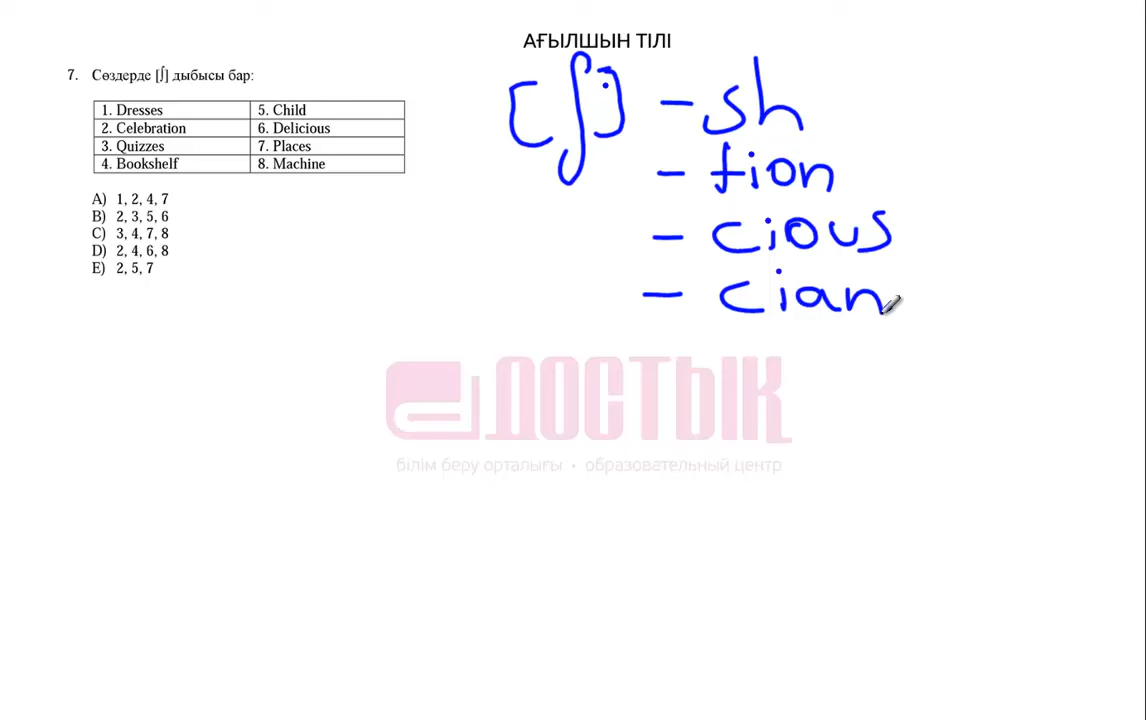 АҒЫЛШЫН ТІЛІ
7. Сөздерде [ʃ] дыбысы бар:
1. Dresses 5. Child
2. Celebration 6. Delicious
3. Quizzes 7. Places
4. Bookshelf 8. Machine
A) 1, 2, 4, 7
B) 2, 3, 5, 6
C) 3, 4, 7, 8
D) 2, 4, 6, 8
E) 2, 5, 7
[ʃ] - sh
- tion
- cious
- cian
ДОСТЫҚ
білім беру орталығы • образовательный центр